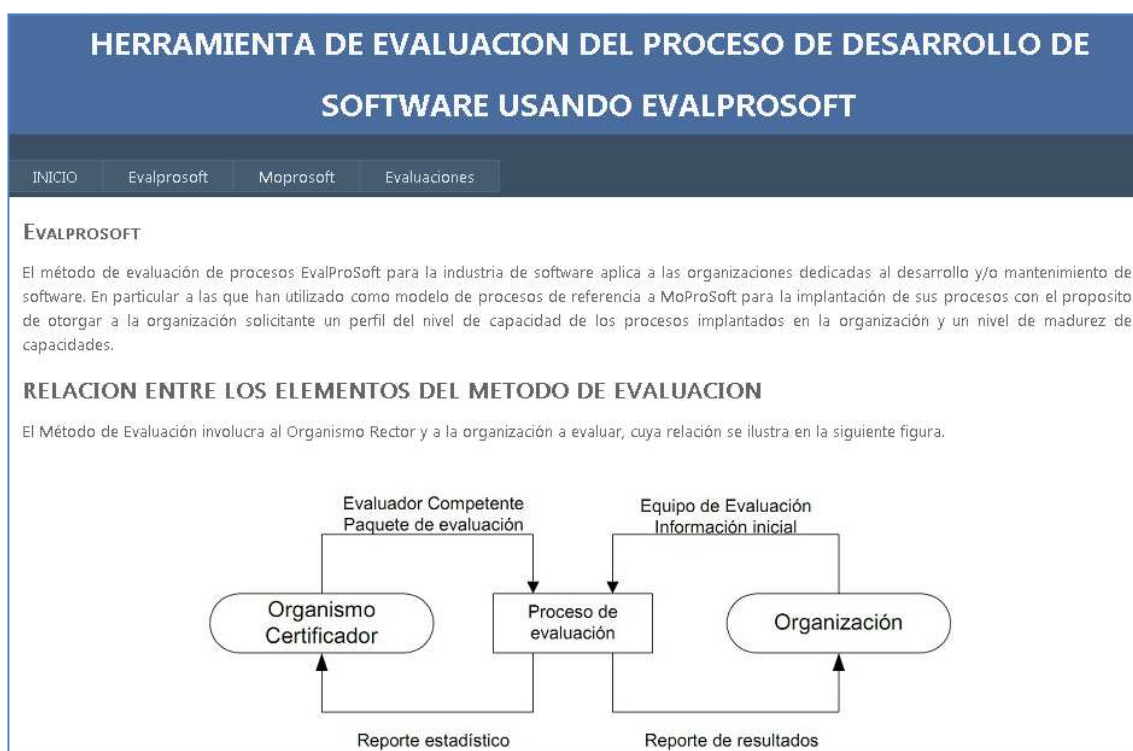 HERRAMIENTA DE EVALUACION DEL PROCESO DE DESARROLLO DE
SOFTWARE USANDO EVALPROSOFT
INICIO
Evalprosoft
Moprosoft
Evaluaciones
EVALPROSOFT
El método de evaluación de procesos EvalProSoft para la industria de software aplica a las organizaciones dedicadas al desarrollo y/o mantenimiento de
software. En particular a las que han utilizado como modelo de procesos de referencia a MoProSoft para la implantación de sus procesos con el proposito
de otorgar a la organización solicitante un perfil del nivel de capacidad de los procesos implantados en la organización y un nivel de madurez de
capacidades.
RELACION ENTRE LOS ELEMENTOS DEL METODO DE EVALUACION
El Método de Evaluación involucra al Organismo Rector y a la organización a evaluar, cuya relación se ilustra en la siguiente figura.
Evaluador Competente
Paquete de evaluación
Equipo de Evaluación
Información inicial
Organismo
Certificador
Proceso de
evaluación
Organización
Reporte estadístico
Reporte de resultados